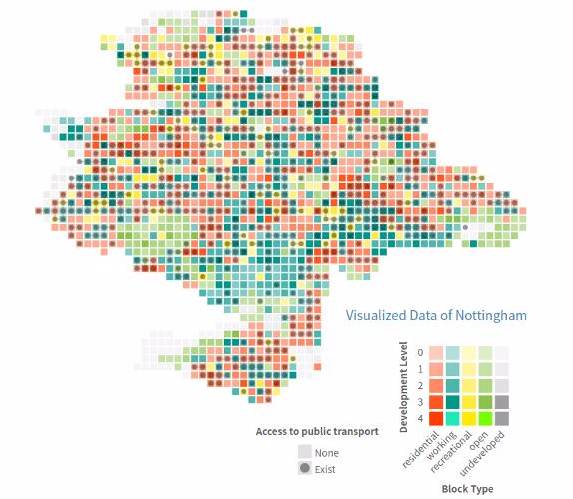 Visualized Data of Nottingham
Development Level
0
1
2
3
4
residential
working
recreational
open
undeveloped
Block Type
Access to public transport
None
Exist